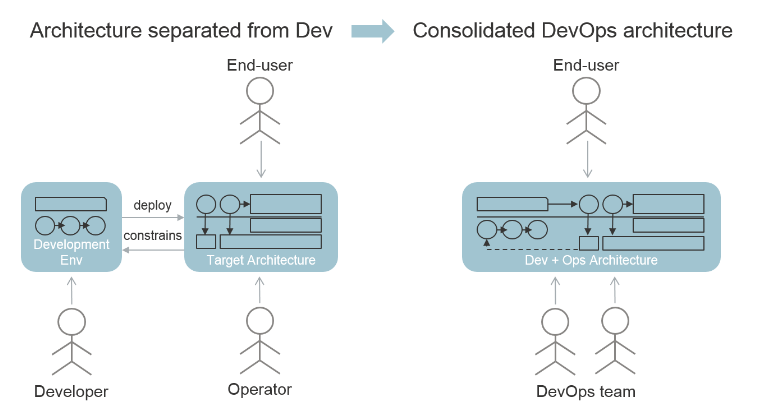 Architecture separated from Dev
Consolidated DevOps architecture
End-user
End-user
deploy
constrains
Development
Env
Target Architecture
Dev + Ops Architecture
Developer
Operator
DevOps team